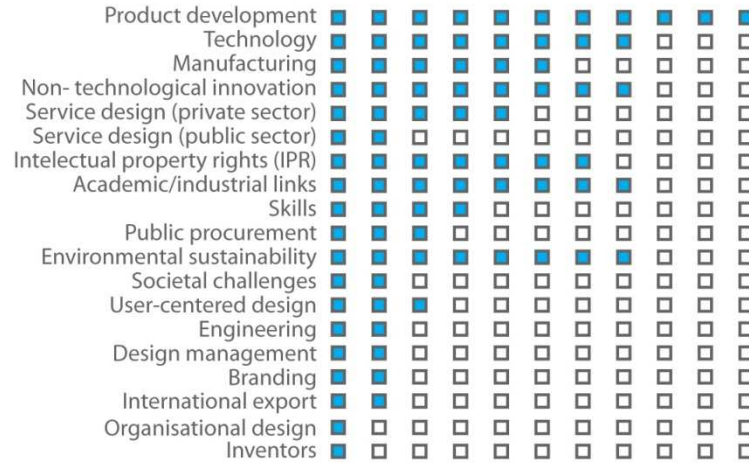 Product development
Technology
Manufacturing
Non- technological innovation
Service design (private sector)
Service design (public sector)
Intelectual property rights (IPR)
Academic/industrial links
Skills
Public procurement
Environmental sustainability
Societal challenges
User-centered design
Engineering
Design management
Branding
International export
Organisational design
Inventors